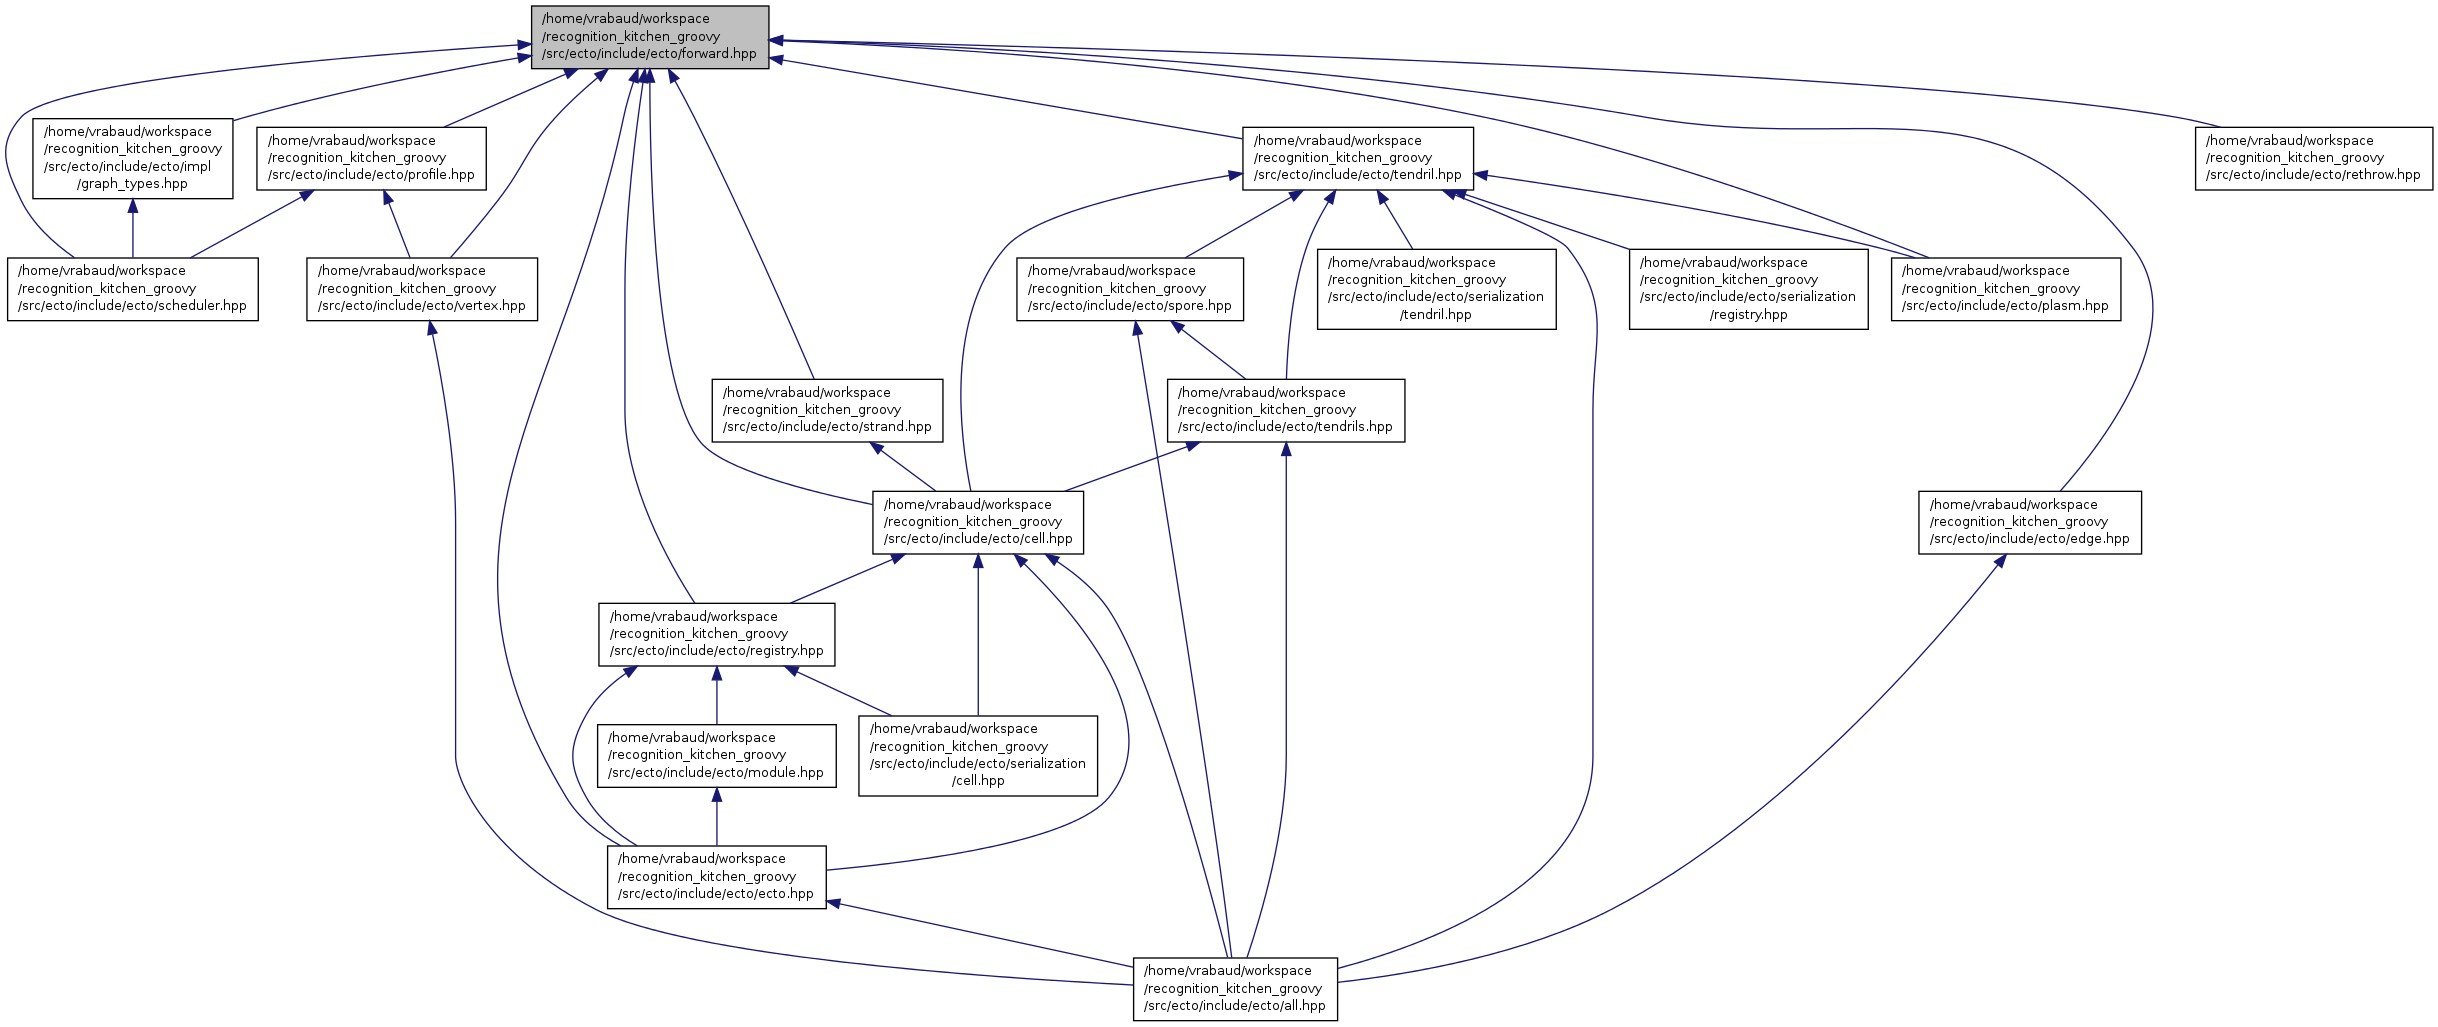 /home/vrabaud/workspace
/recognition_kitchen_groovy
/src/ecto/include/ecto/forward.hpp
/home/vrabaud/workspace
/recognition_kitchen_groovy
/src/ecto/include/ecto/impl
/graph_types.hpp
/home/vrabaud/workspace
/recognition_kitchen_groovy
/src/ecto/include/ecto/profile.hpp
/home/vrabaud/workspace
/recognition_kitchen_groovy
/src/ecto/include/ecto/tendril.hpp
/home/vrabaud/workspace
/recognition_kitchen_groovy
/src/ecto/include/ecto/rethrow.hpp
/home/vrabaud/workspace
/recognition_kitchen_groovy
/src/ecto/include/ecto/scheduler.hpp
/home/vrabaud/workspace
/recognition_kitchen_groovy
/src/ecto/include/ecto/vertex.hpp
/home/vrabaud/workspace
/recognition_kitchen_groovy
/src/ecto/include/ecto/spore.hpp
/home/vrabaud/workspace
/recognition_kitchen_groovy
/src/ecto/include/ecto/serialization
/tendril.hpp
/home/vrabaud/workspace
/recognition_kitchen_groovy
/src/ecto/include/ecto/serialization
/registry.hpp
/home/vrabaud/workspace
/recognition_kitchen_groovy
/src/ecto/include/ecto/plasm.hpp
/home/vrabaud/workspace
/recognition_kitchen_groovy
/src/ecto/include/ecto/strand.hpp
/home/vrabaud/workspace
/recognition_kitchen_groovy
/src/ecto/include/ecto/tendrils.hpp
/home/vrabaud/workspace
/recognition_kitchen_groovy
/src/ecto/include/ecto/cell.hpp
/home/vrabaud/workspace
/recognition_kitchen_groovy
/src/ecto/include/ecto/edge.hpp
/home/vrabaud/workspace
/recognition_kitchen_groovy
/src/ecto/include/ecto/registry.hpp
/home/vrabaud/workspace
/recognition_kitchen_groovy
/src/ecto/include/ecto/module.hpp
/home/vrabaud/workspace
/recognition_kitchen_groovy
/src/ecto/include/ecto/serialization
/cell.hpp
/home/vrabaud/workspace
/recognition_kitchen_groovy
/src/ecto/include/ecto/ecto.hpp
/home/vrabaud/workspace
/recognition_kitchen_groovy
/src/ecto/include/ecto/all.hpp